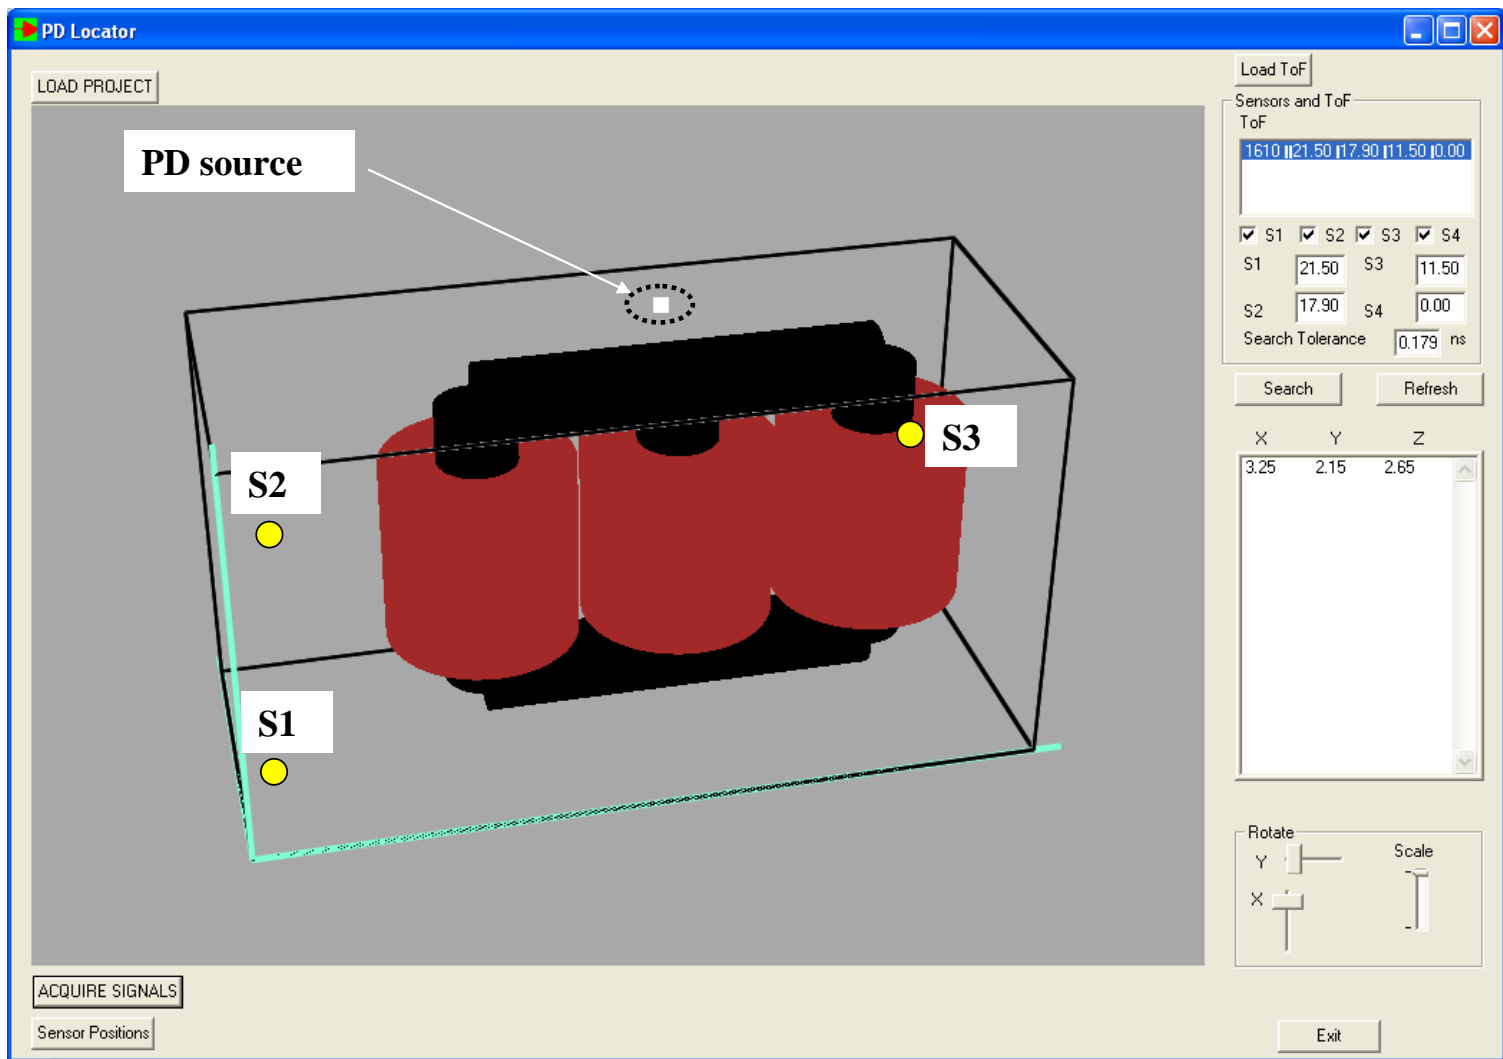 PD Locator
LOAD PROJECT
PD source
S2
S3
S1
ACQUIRE SIGNALS
Sensor Positions
Load ToF
Sensors and ToF
ToF
1610 ||21.50 |17.90 |11.50 |0.00
S1 S2 S3 S4
S1 21.50 S3 11.50
S2 17.90 S4 0.00
Search Tolerance 0.179 ns
Search Refresh
X Y Z
3.25 2.15 2.65
Rotate
Y
X
Scale
Exit